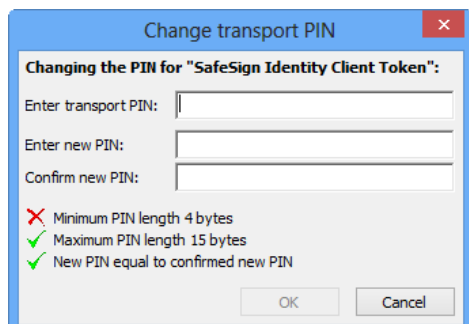 Change transport PIN
Changing the PIN for "SafeSign Identity Client Token":
Enter transport PIN:
Enter new PIN:
Confirm new PIN:
Minimum PIN length 4 bytes
Maximum PIN length 15 bytes
New PIN equal to confirmed new PIN
OK Cancel